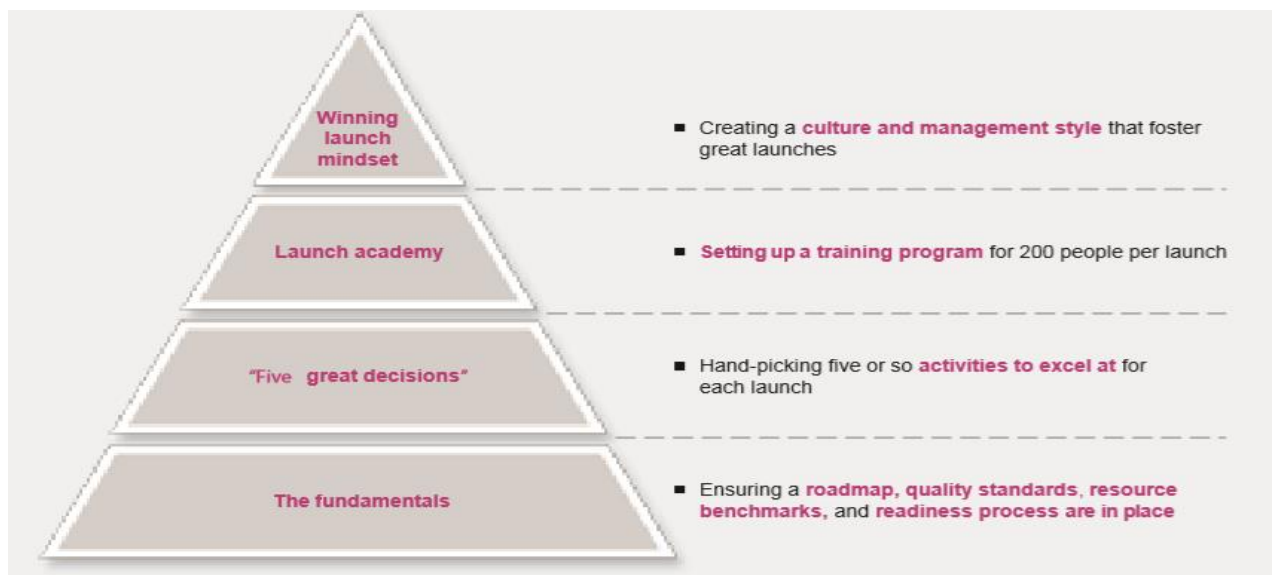 Winning
launch
mindset
■ Creating a culture and management style that foster
great launches
Launch academy
■ Setting up a training program for 200 people per launch
"Five great decisions"
■ Hand-picking five or so activities to excel at for
each launch
The fundamentals
■ Ensuring a roadmap, quality standards, resource
benchmarks, and readiness process are in place